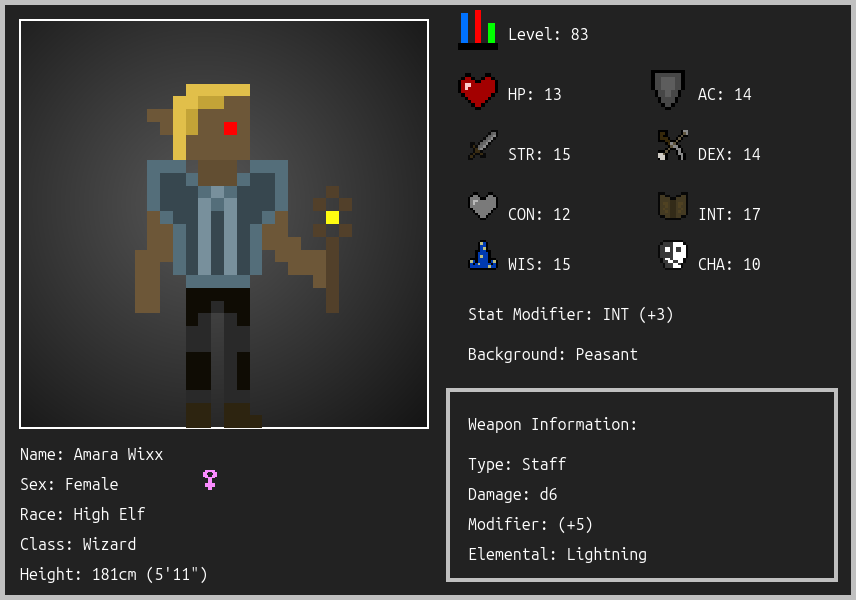 Level: 83
HP: 13
AC: 14
STR: 15
DEX: 14
CON: 12
INT: 17
WIS: 15
CHA: 10
Stat Modifier: INT (+3)
Background: Peasant
Weapon Information:
Type: Staff
Damage: d6
Modifier: (+5)
Elemental: Lightning
Name: Amara Wixx
Sex: Female
Race: High Elf
Class: Wizard
Height: 181cm (5'11")